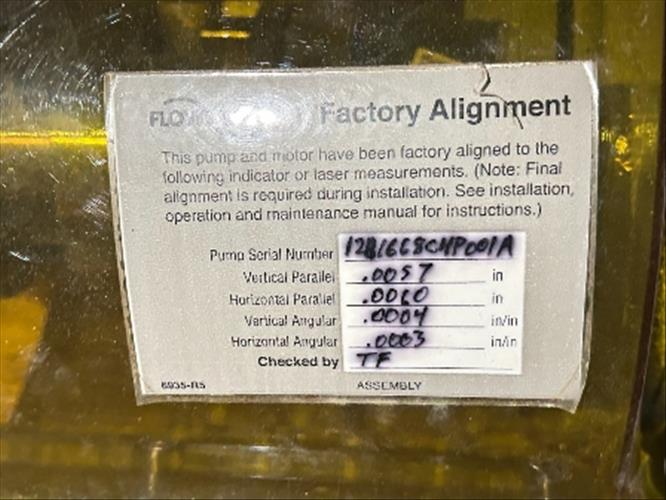 Factory Alignment
This pump and motor have been factory aligned to the
following indicator or laser measurements. (Note: Final
alignment is required during installation. See installation,
operation and maintenance manual for instructions.)
Pump Serial Number
Vertical Parallel .0057 in
Horizontal Parallel .0060 in
Vertical Angular .0004 in/in
Horizontal Angular .0003 in/in
Checked by TF
6935-R5 ASSEMBLY